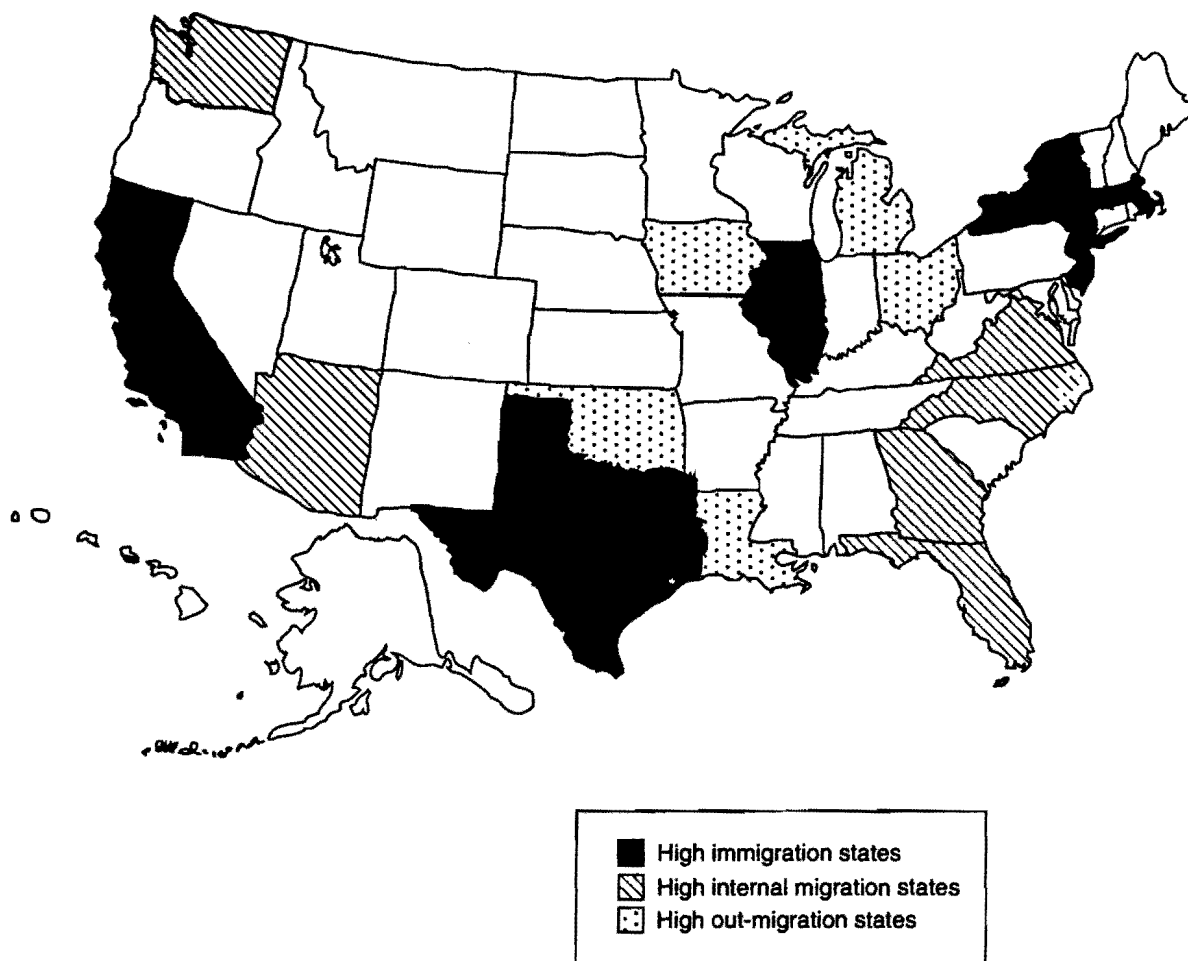 High immigration states
High internal migration states
High out-migration states